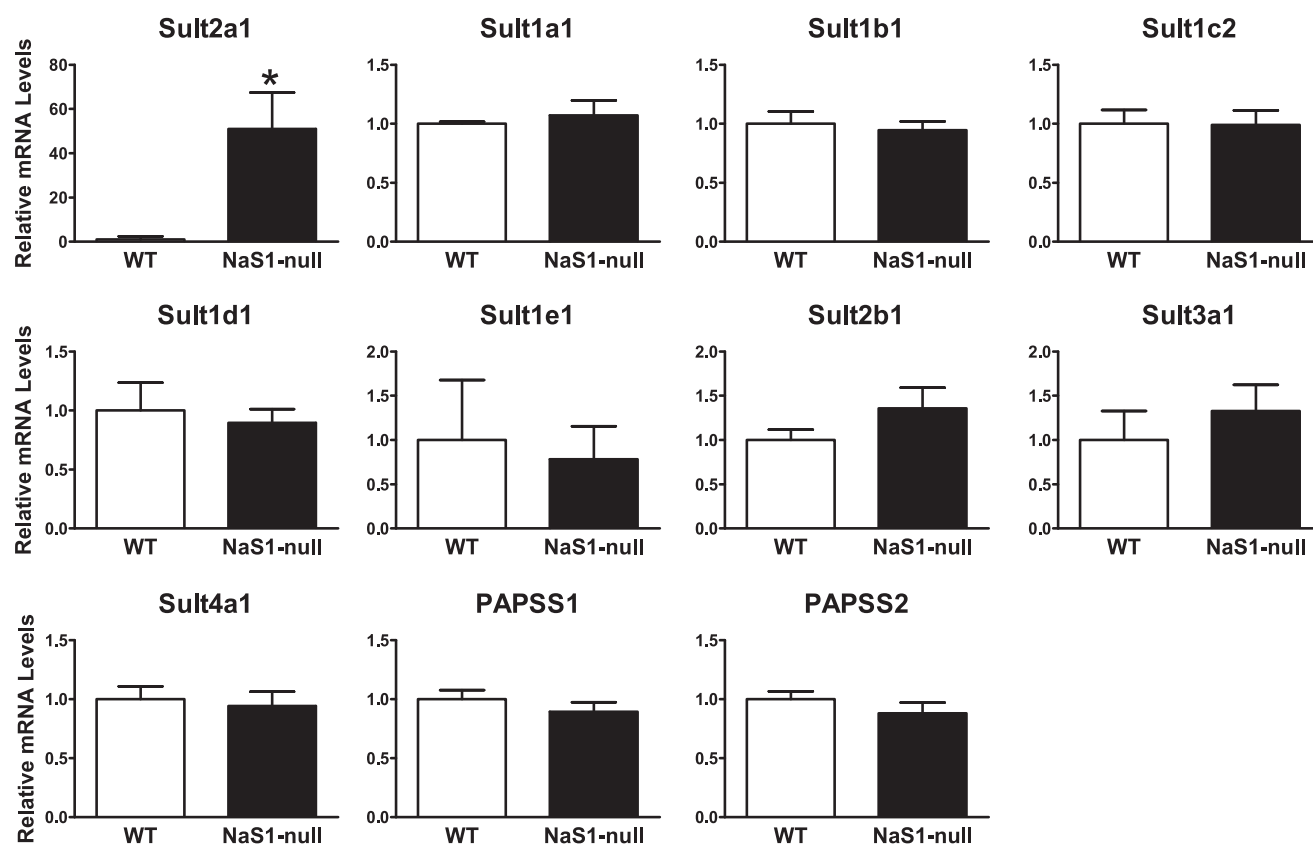 Sult2a1 Sult1a1 Sult1b1 Sult1c2
Relative mRNA Levels
80 60 40 20 0
*
1.5 1.0 0.5 0.0
1.5 1.0 0.5 0.0
1.5 1.0 0.5 0.0
WT NaS1-null WT NaS1-null WT NaS1-null WT NaS1-null
Sult1d1 Sult1e1 Sult2b1 Sult3a1
Relative mRNA Levels
1.5 1.0 0.5 0.0
2.0 1.5 1.0 0.5 0.0
2.0 1.5 1.0 0.5 0.0
2.0 1.5 1.0 0.5 0.0
WT NaS1-null WT NaS1-null WT NaS1-null WT NaS1-null
Sult4a1 PAPSS1 PAPSS2
Relative mRNA Levels
1.5 1.0 0.5 0.0
1.5 1.0 0.5 0.0
1.5 1.0 0.5 0.0
WT NaS1-null WT NaS1-null WT NaS1-null